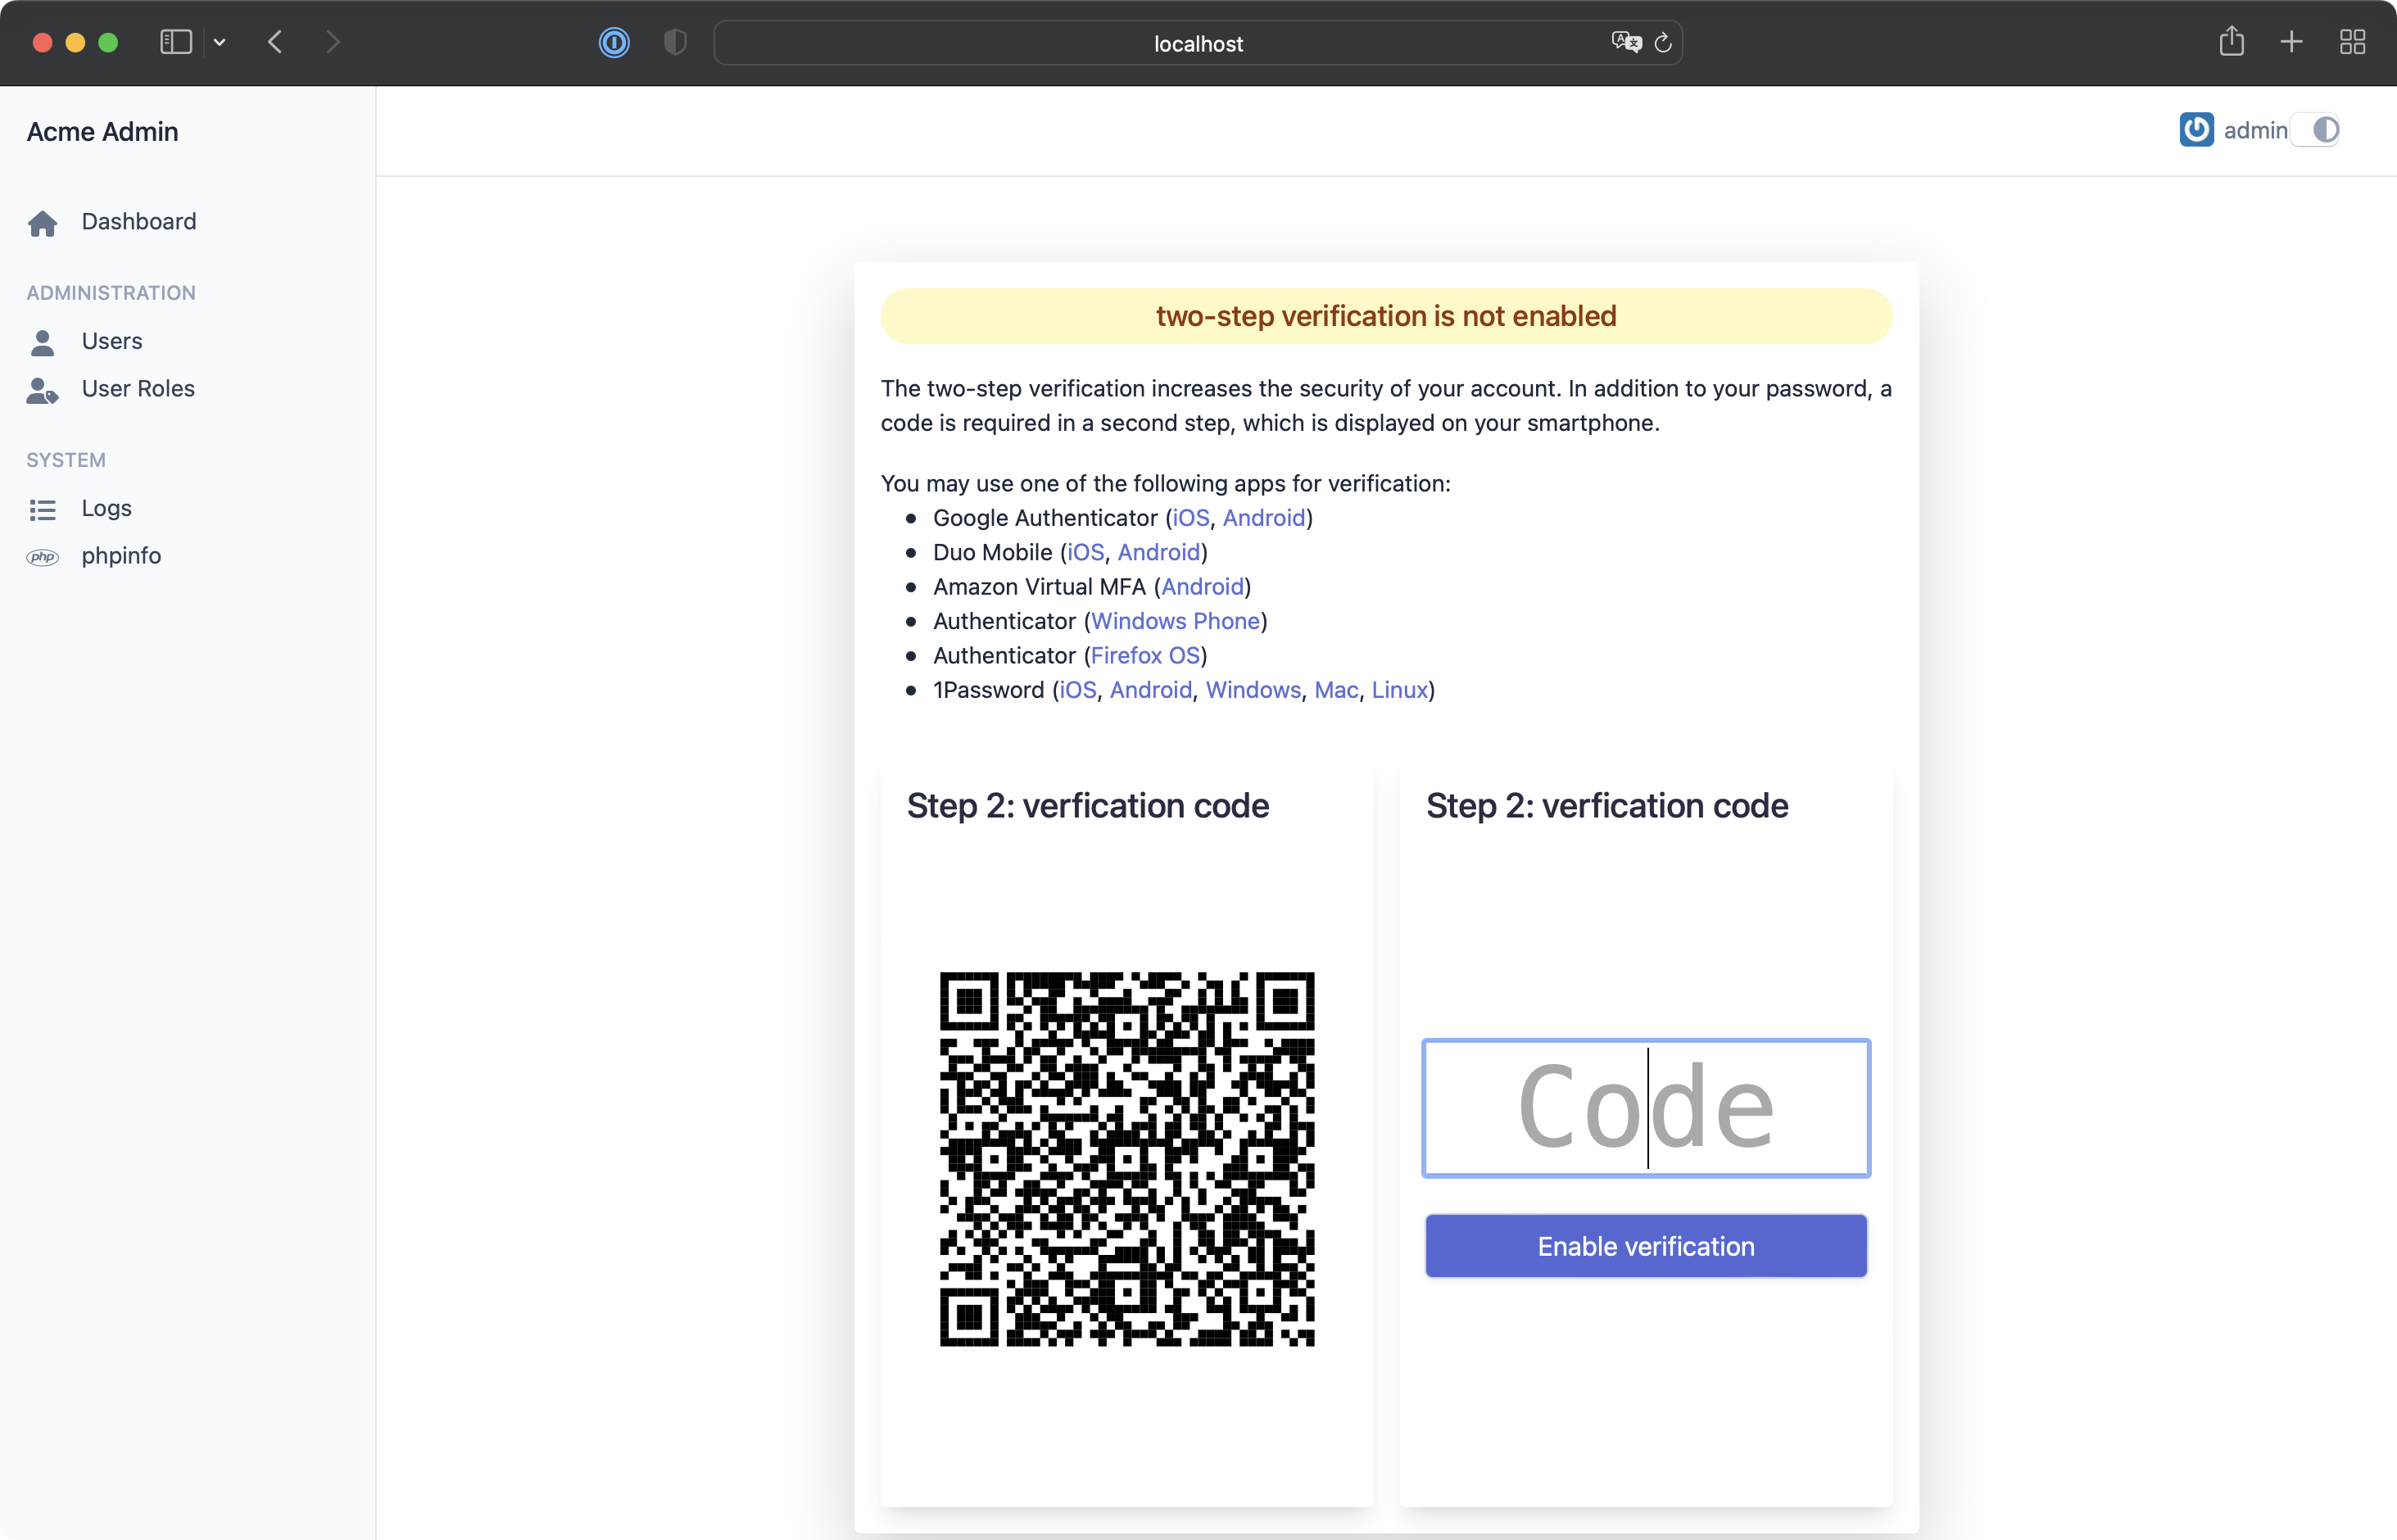 localhost
Acme Admin
admin
Dashboard
ADMINISTRATION
Users
User Roles
SYSTEM
Logs
php phpinfo
two-step verification is not enabled
The two-step verification increases the security of your account. In addition to your password, a
code is required in a second step, which is displayed on your smartphone.
You may use one of the following apps for verification:
Google Authenticator (iOS, Android)
Duo Mobile (iOS, Android)
Amazon Virtual MFA (Android)
Authenticator (Windows Phone)
Authenticator (Firefox OS)
1Password (iOS, Android, Windows, Mac, Linux)
Step 2: verfication code
Step 2: verfication code
Code
Enable verification